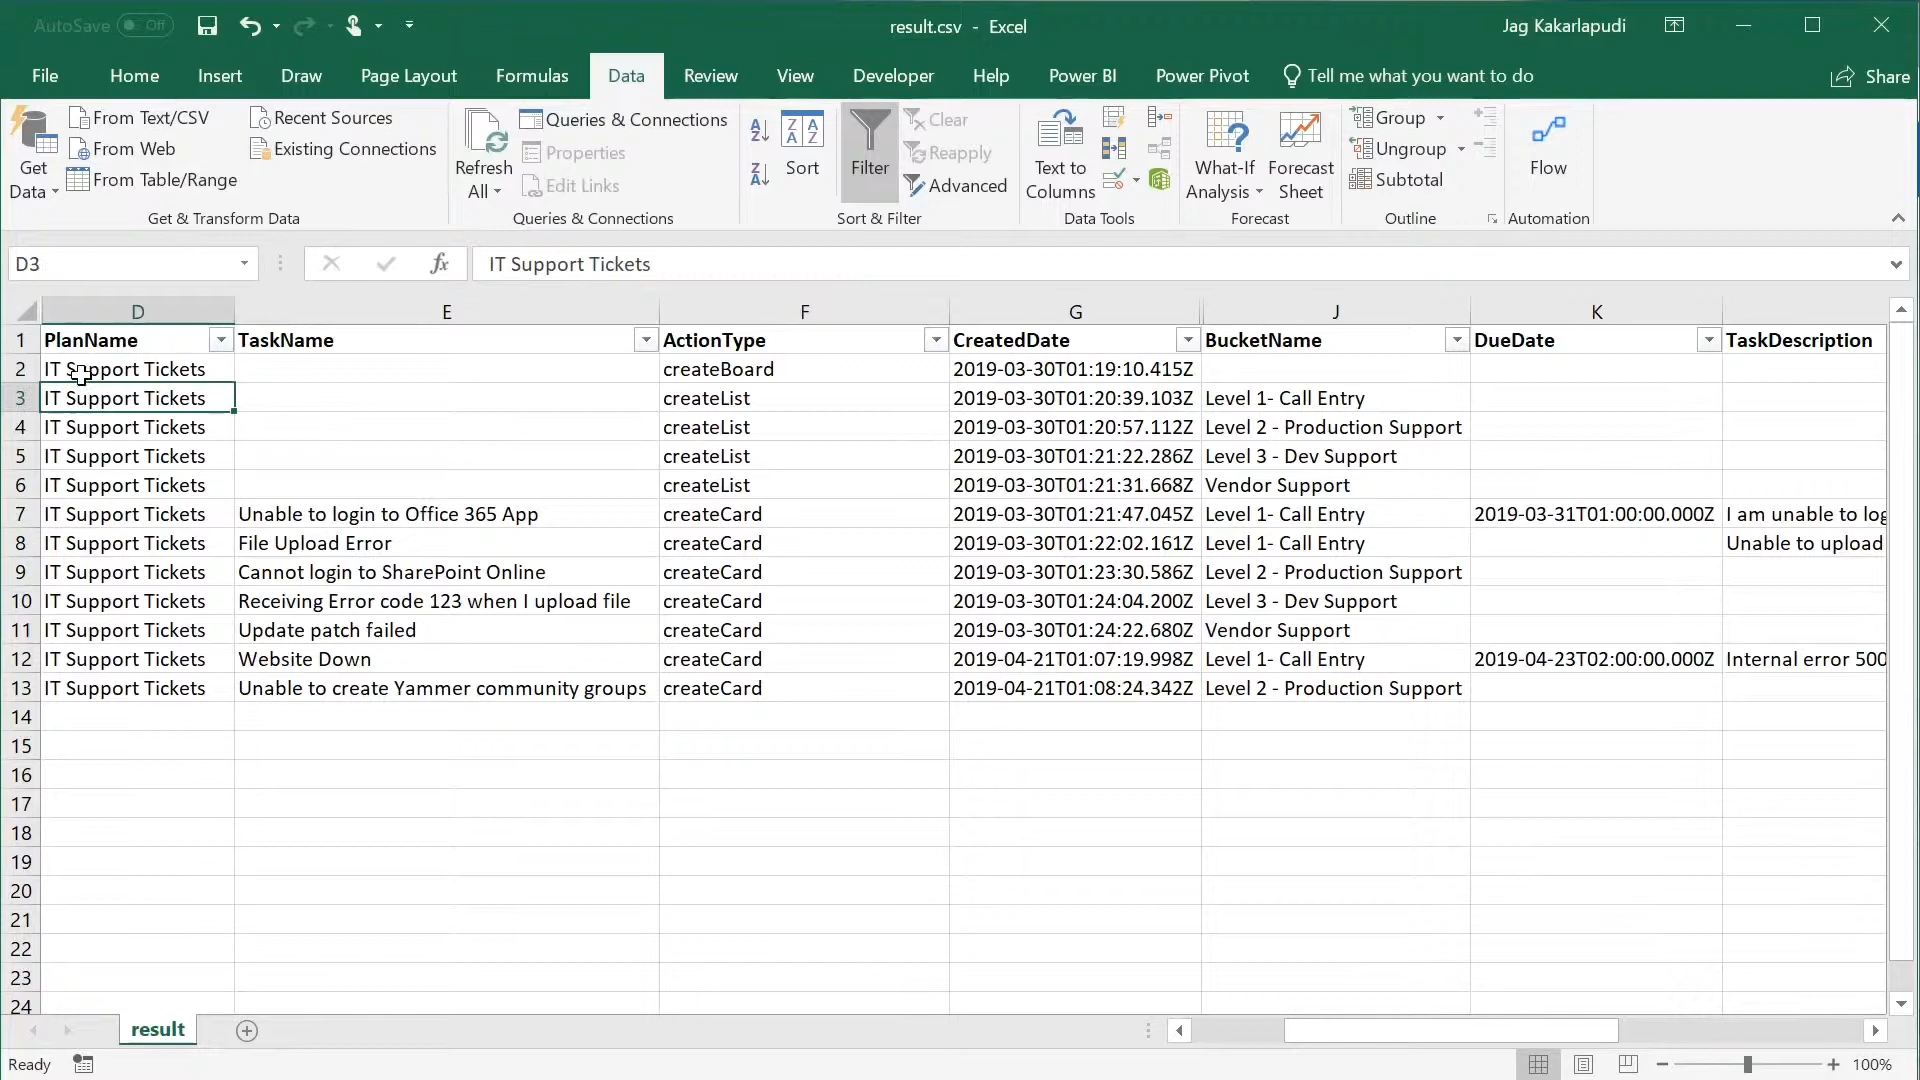 AutoSave Off result.csv - Excel Jag Kakarlapudi
File Home Insert Draw Page Layout Formulas Data Review View Developer Help Power BI Power Pivot Tell me what you want to do Share
Get Data
From Text/CSV
From Web
From Table/Range
Recent Sources
Existing Connections
Get & Transform Data
Refresh All
Queries & Connections
Properties
Edit Links
Queries & Connections
Sort
Filter
Clear
Reapply
Advanced
Sort & Filter
Text to Columns
Data Tools
What-If Analysis
Forecast Sheet
Forecast
Group
Ungroup
Subtotal
Outline
Flow
Automation
D3 fx IT Support Tickets
D E F G J K
1 PlanName TaskName ActionType CreatedDate BucketName DueDate TaskDescription
2 IT Support Tickets createBoard 2019-03-30T01:19:10.415Z
3 IT Support Tickets createList 2019-03-30T01:20:39.103Z Level 1- Call Entry
4 IT Support Tickets createList 2019-03-30T01:20:57.112Z Level 2 - Production Support
5 IT Support Tickets createList 2019-03-30T01:21:22.286Z Level 3 - Dev Support
6 IT Support Tickets createList 2019-03-30T01:21:31.668Z Vendor Support
7 IT Support Tickets Unable to login to Office 365 App createCard 2019-03-30T01:21:47.045Z Level 1- Call Entry 2019-03-31T01:00:00.000Z I am unable to log
8 IT Support Tickets File Upload Error createCard 2019-03-30T01:22:02.161Z Level 1- Call Entry Unable to upload
9 IT Support Tickets Cannot login to SharePoint Online createCard 2019-03-30T01:23:30.586Z Level 2 - Production Support
10 IT Support Tickets Receiving Error code 123 when I upload file createCard 2019-03-30T01:24:04.200Z Level 3 - Dev Support
11 IT Support Tickets Update patch failed createCard 2019-03-30T01:24:22.680Z Vendor Support
12 IT Support Tickets Website Down createCard 2019-04-21T01:07:19.998Z Level 1- Call Entry 2019-04-23T02:00:00.000Z Internal error 500
13 IT Support Tickets Unable to create Yammer community groups createCard 2019-04-21T01:08:24.342Z Level 2 - Production Support
14
15
16
17
18
19
20
21
22
23
24
result
Ready 100%